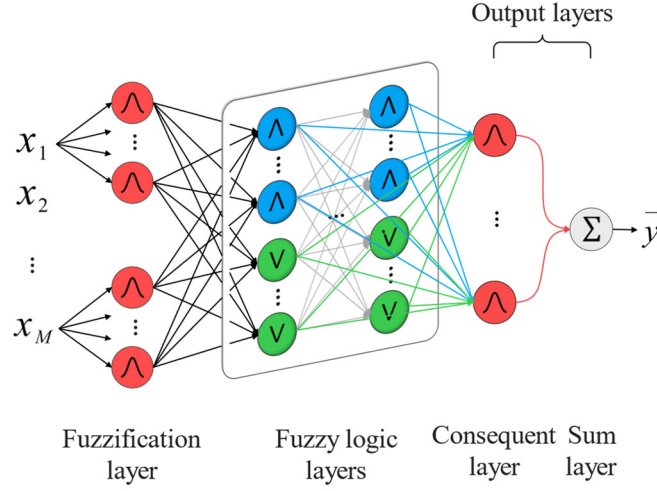 Output layers
x1
x2
⋮
xM
...
⋮
∧
∧
∧
∧
∨
∨
∨
∨
Σ
y̅
Fuzzification
layer
Fuzzy logic
layers
Consequent
layer
Sum
layer